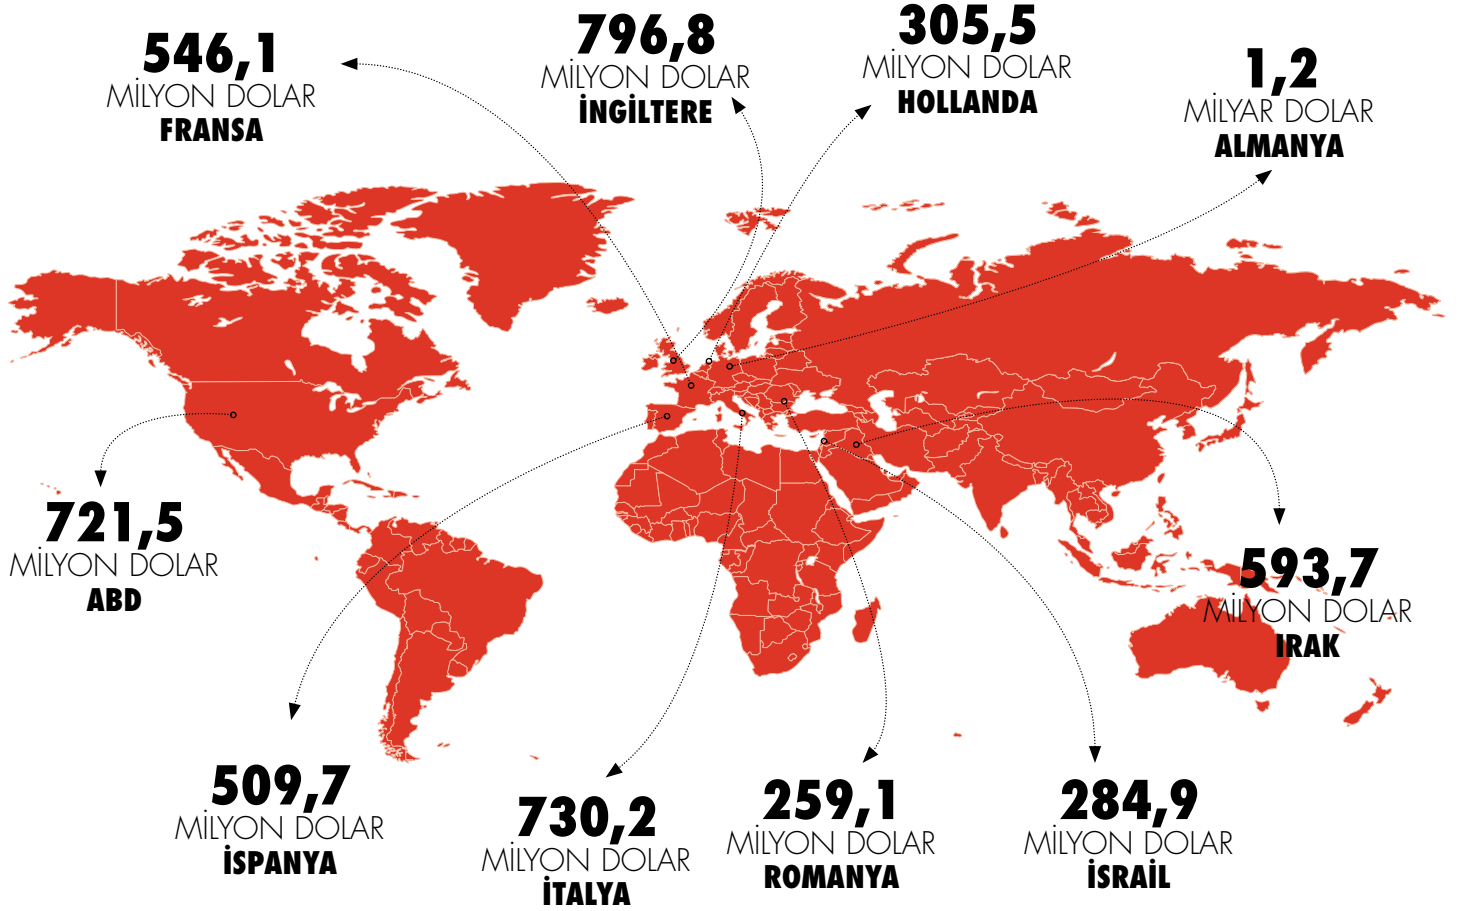 546,1
MİLYON DOLAR
FRANSA
796,8
MİLYON DOLAR
İNGİLTERE
305,5
MİLYON DOLAR
HOLLANDA
1,2
MİLYAR DOLAR
ALMANYA
721,5
MİLYON DOLAR
ABD
593,7
MİLYON DOLAR
IRAK
509,7
MİLYON DOLAR
İSPANYA
730,2
MİLYON DOLAR
İTALYA
259,1
MİLYON DOLAR
ROMANYA
284,9
MİLYON DOLAR
İSRAİL